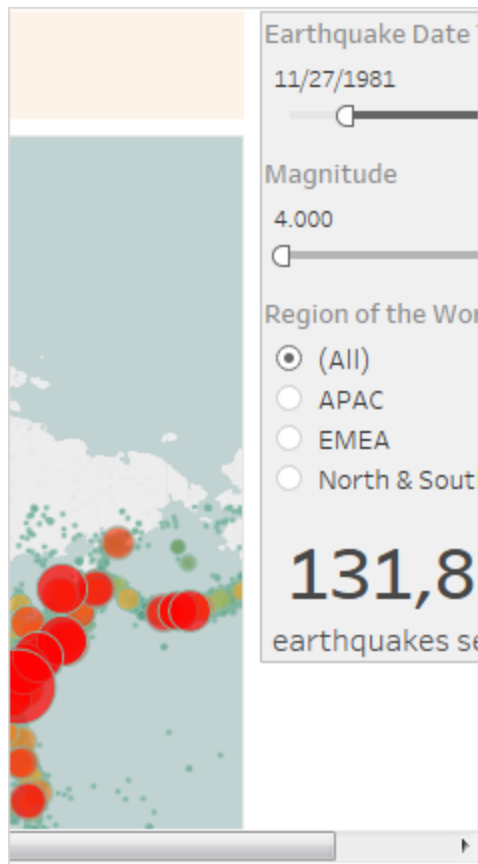 Earthquake Date
11/27/1981
Magnitude
4.000
Region of the Wor
(All)
APAC
EMEA
North & Sout
131,8
earthquakes se